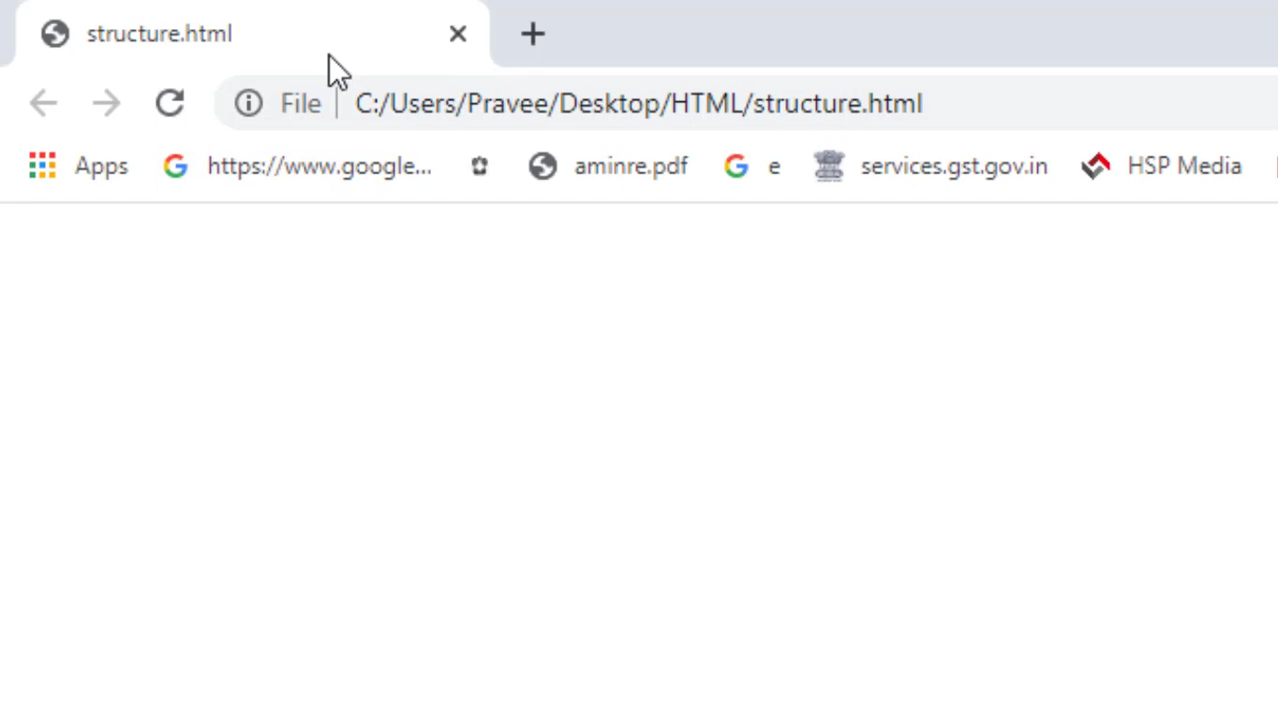 structure.html
File C:/Users/Pravee/Desktop/HTML/structure.html
Apps https://www.google... aminre.pdf e services.gst.gov.in HSP Media